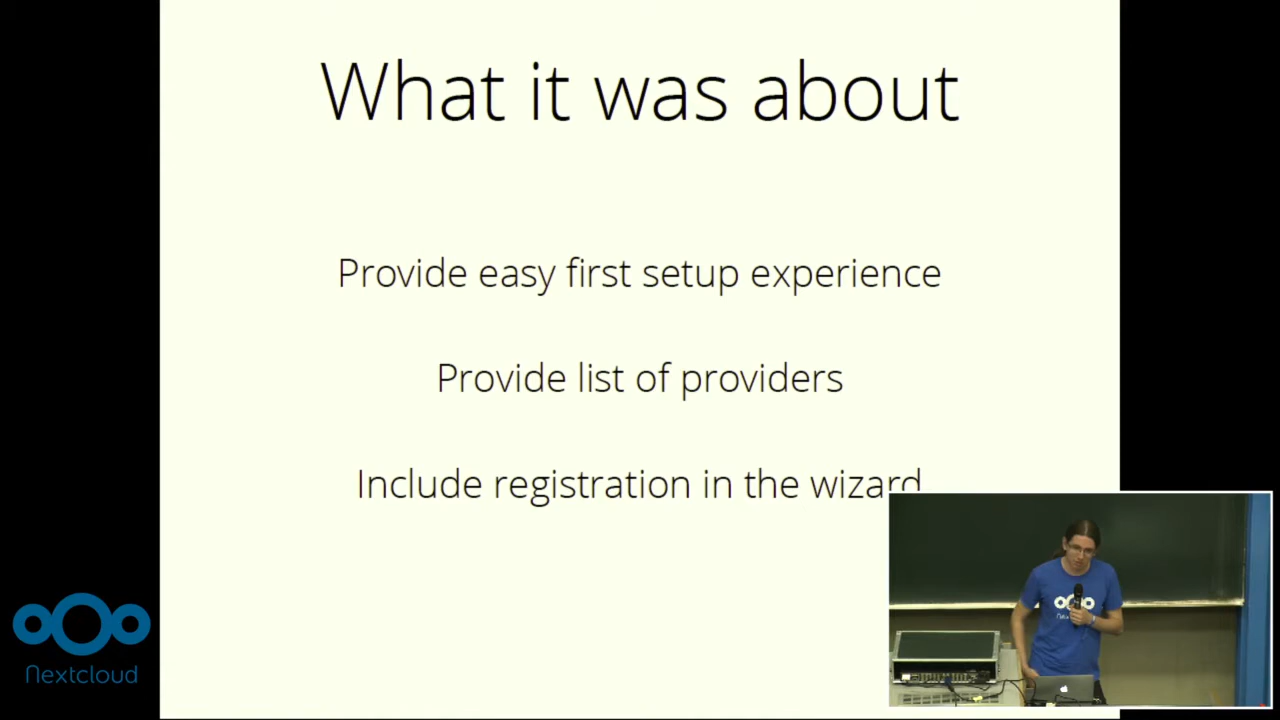 What it was about
Provide easy first setup experience
Provide list of providers
Include registration in the wizard
Nextcloud